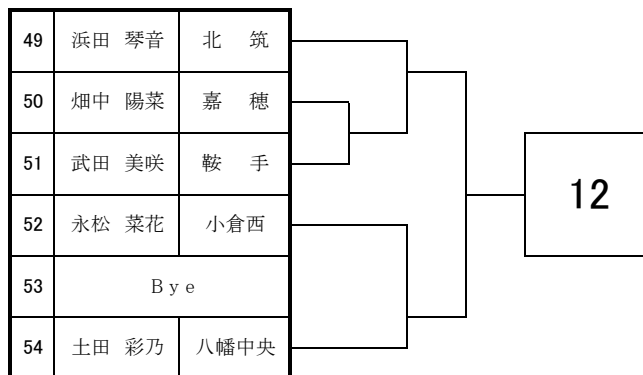 49 浜田 琴音 北 筑
50 畑中 陽菜 嘉 穂
51 武田 美咲 鞍 手
52 永松 菜花 小倉西
53 Bye
54 土田 彩乃 八幡中央
12